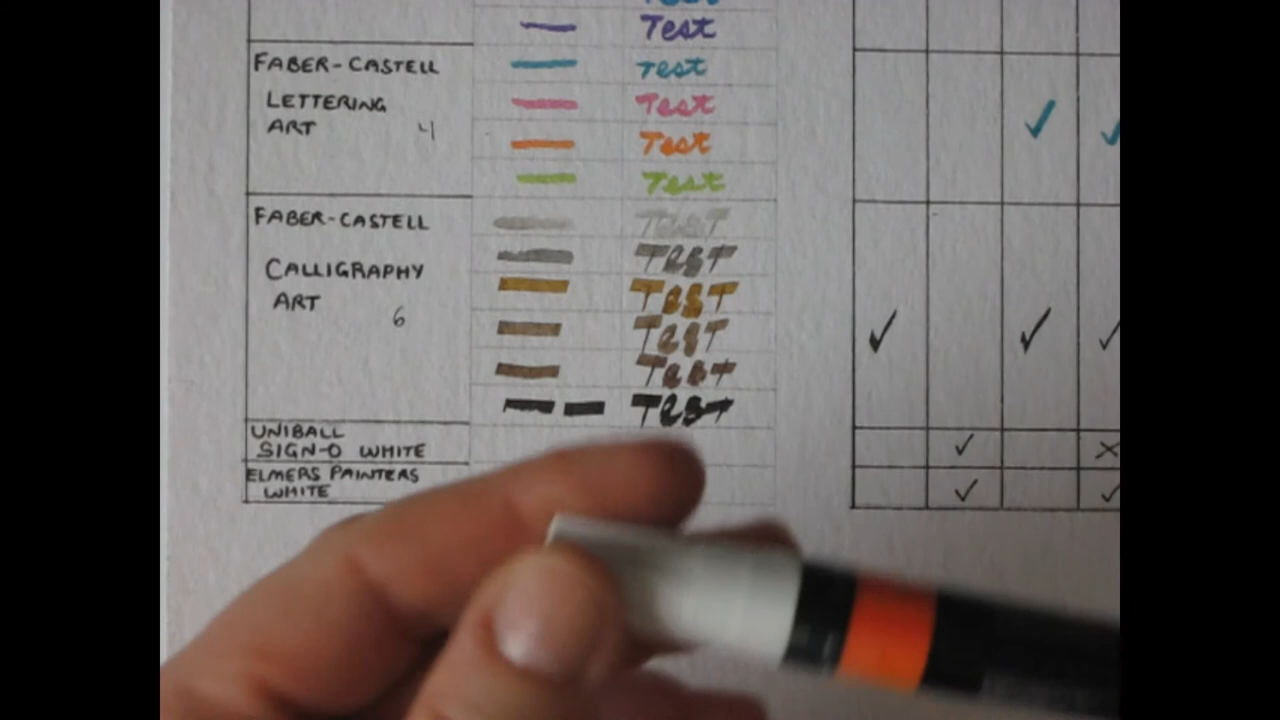 Test
FABER-CASTELL Test
LETTERING Test
ART 4 Test
Test
FABER-CASTELL TesT
TesT
CALLIGRAPHY TesT
ART 6 TesT
TesT
TesT
UNIBALL
SIGN-O WHITE
ELMERS PAINTERS
WHITE